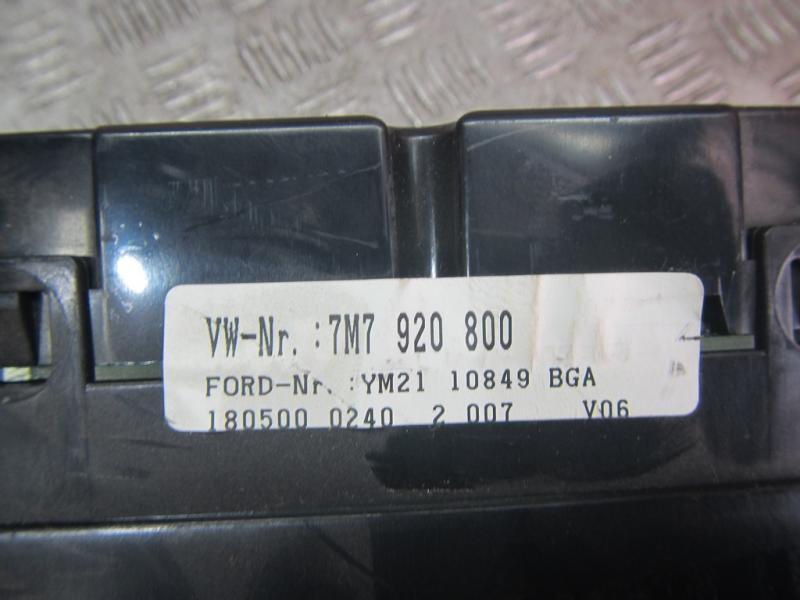 VW-Nr. :7M7 920 800
FORD-Nr. :YM21 10849 BGA
180500 0240 2 007 V06